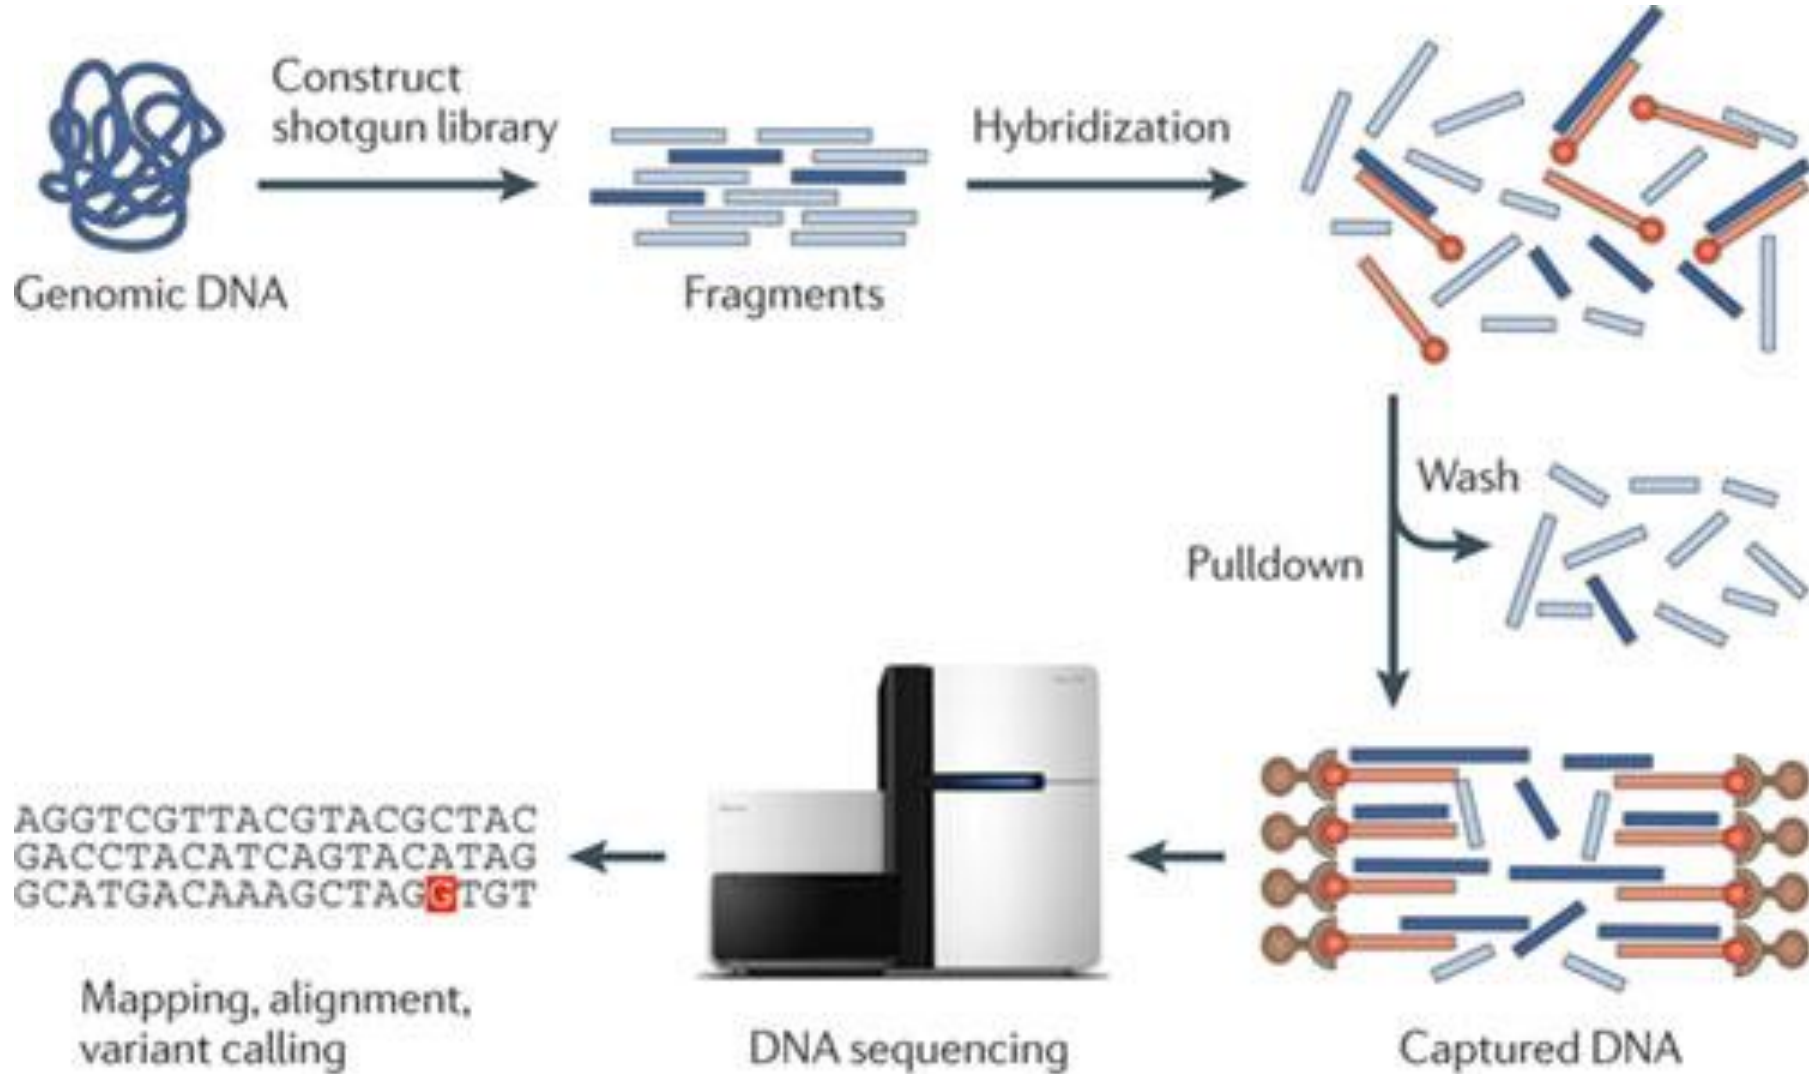 Construct
shotgun library
Hybridization
Genomic DNA
Fragments
Wash
Pulldown
AGGTCGTTACGTACGCTAC
GACCTACATCAGTACATAG
GCATGACAAAGCTAGGTGT
Mapping, alignment,
variant calling
DNA sequencing
Captured DNA